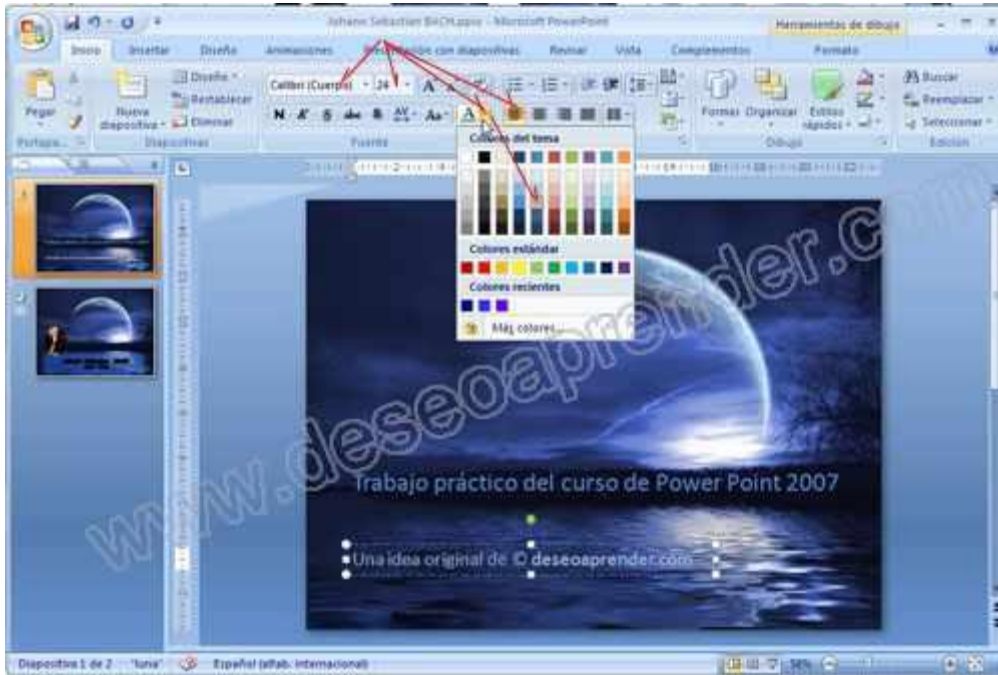 Johann Sebastian BACH.pptx - Microsoft PowerPoint
Herramientas de dibujo
Inicio Insertar Diseño Animaciones con diapositivas Revisar Vista Complementos Formato
Pegar
Nueva diapositiva
Diseño
Restablecer
Eliminar
Calibri (Cuerpo) 24
N K S abc S AV Aa A
Formas Organizar Estilos rápidos
Buscar
Reemplazar
Seleccionar
Diapositivas Fuente Dibujo Edición
Colores del tema
Colores estándar
Colores recientes
Más colores...
www.deseoaprender.com
Trabajo práctico del curso de Power Point 2007
Una idea original de © deseoaprender.com
Diapositiva 1 de 2 "luna" Español (alfab. internacional) 58%